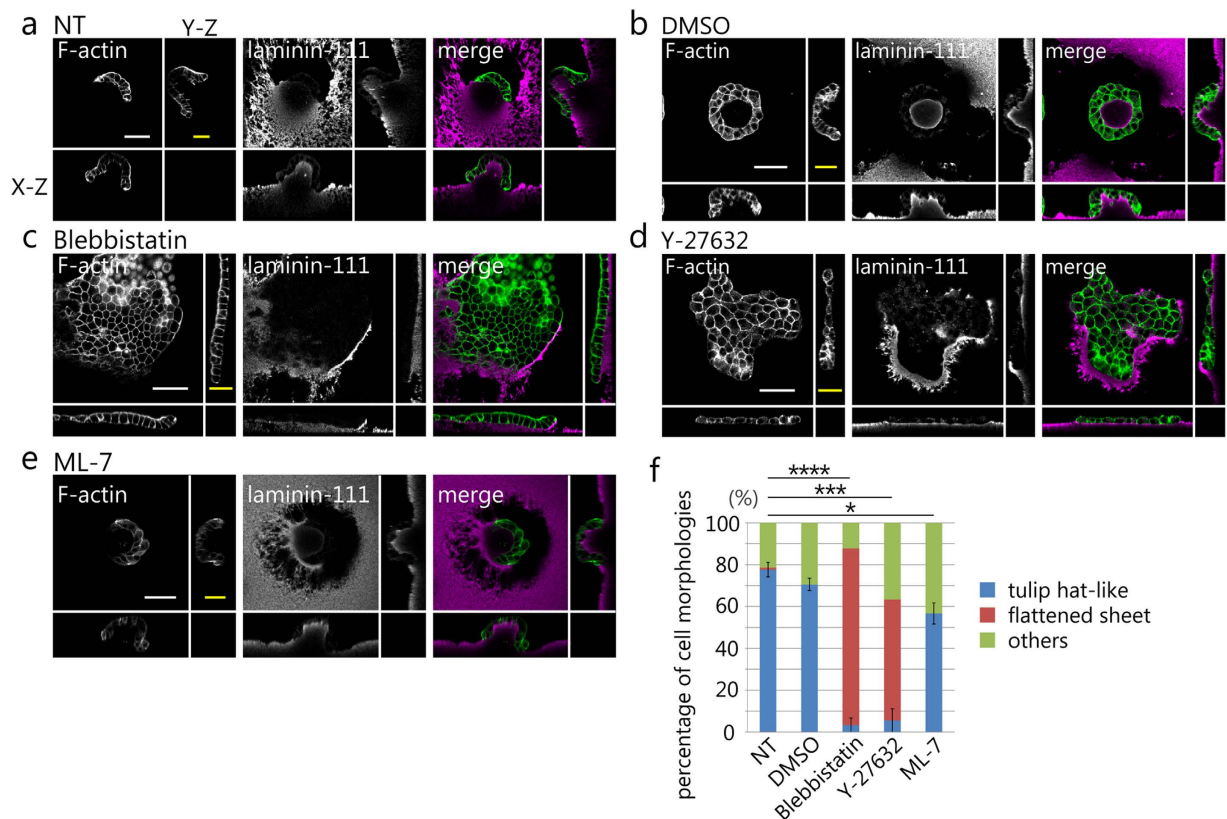 a NT
Y-Z
F-actin
laminin-111
merge
X-Z
b DMSO
F-actin
laminin-111
merge
c Blebbistatin
F-actin
laminin-111
merge
d Y-27632
F-actin
laminin-111
merge
e ML-7
F-actin
laminin-111
merge
f
****
***
*
(%)
100
80
60
40
20
0
percentage of cell morphologies
NT
DMSO
Blebbistatin
Y-27632
ML-7
tulip hat-like
flattened sheet
others